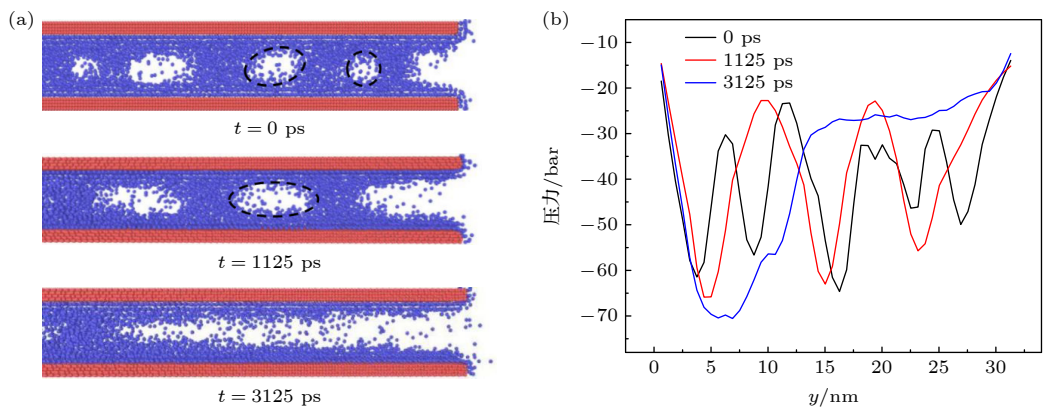 (a)
t = 0 ps
t = 1125 ps
t = 3125 ps
(b)
0 ps
1125 ps
3125 ps
压力/bar
−10
−20
−30
−40
−50
−60
−70
0 5 10 15 20 25 30
y/nm